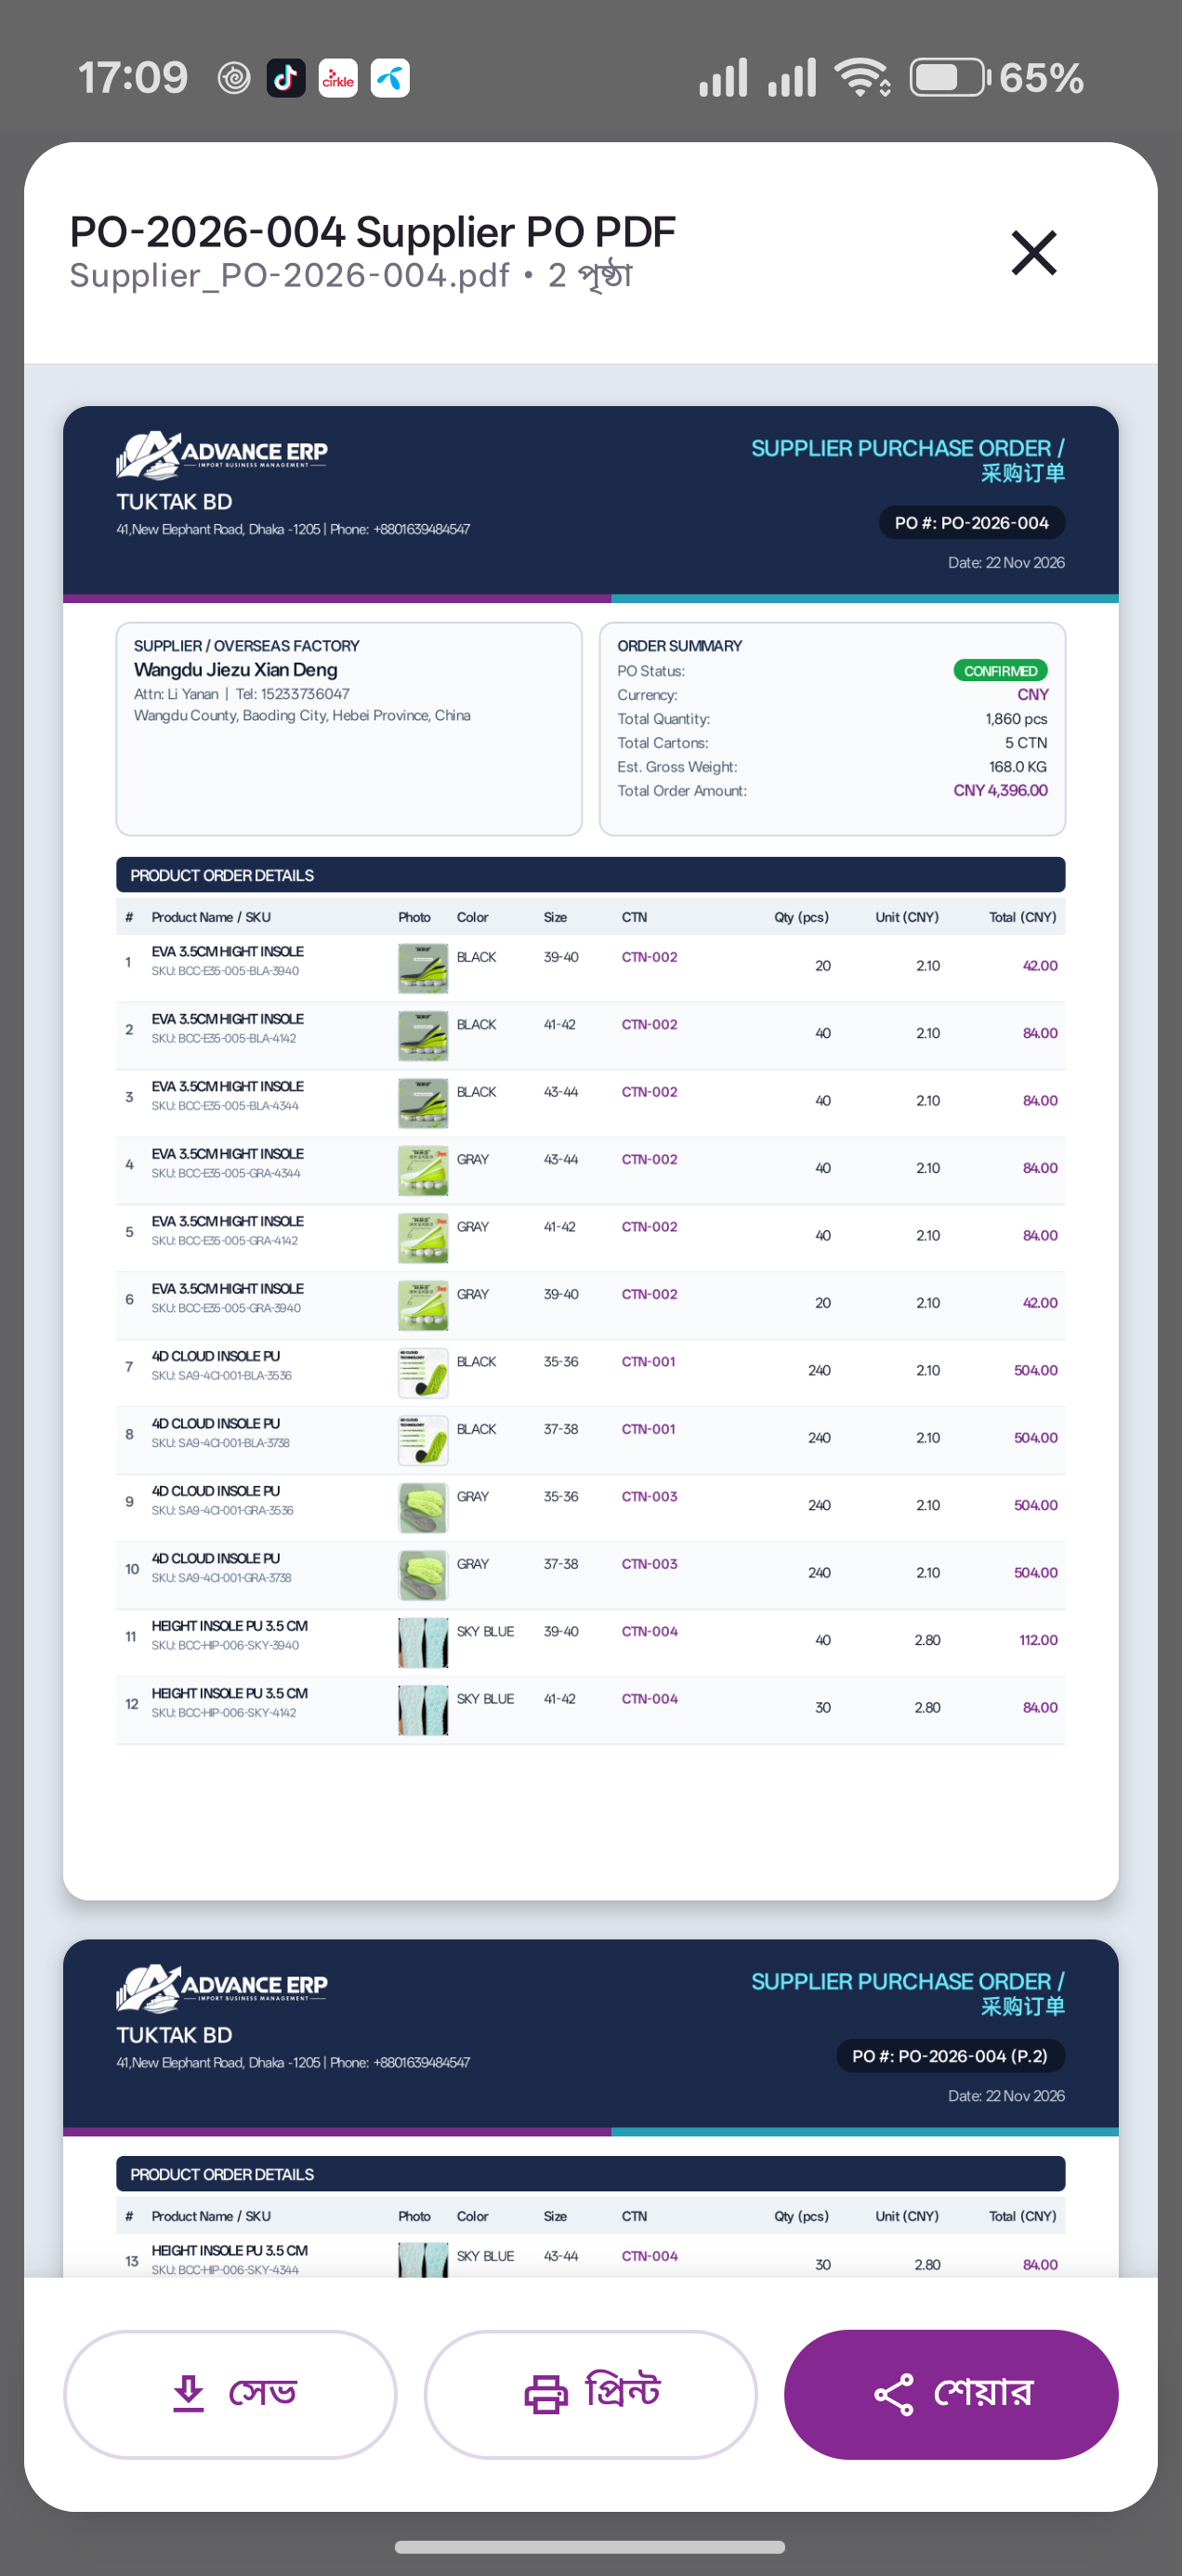 17:09
cirkle
65%
PO-2026-004 Supplier PO PDF
Supplier_PO-2026-004.pdf • 2 পৃষ্ঠা
ADVANCE ERP
IMPORT BUSINESS MANAGEMENT
TUKTAK BD
41,New Elephant Road, Dhaka -1205 | Phone: +8801639484547
SUPPLIER PURCHASE ORDER /
采购订单
PO #: PO-2026-004
Date: 22 Nov 2026
SUPPLIER / OVERSEAS FACTORY
Wangdu Jiezu Xian Deng
Attn: Li Yanan | Tel: 15233736047
Wangdu County, Baoding City, Hebei Province, China
ORDER SUMMARY
PO Status: CONFIRMED
Currency: CNY
Total Quantity: 1,860 pcs
Total Cartons: 5 CTN
Est. Gross Weight: 168.0 KG
Total Order Amount: CNY 4,396.00
PRODUCT ORDER DETAILS
# Product Name / SKU Photo Color Size CTN Qty (pcs) Unit (CNY) Total (CNY)
1 EVA 3.5CM HIGHT INSOLE BLACK 39-40 CTN-002 20 2.10 42.00
SKU: BCC-E35-005-BLA-3940
2 EVA 3.5CM HIGHT INSOLE BLACK 41-42 CTN-002 40 2.10 84.00
SKU: BCC-E35-005-BLA-4142
3 EVA 3.5CM HIGHT INSOLE BLACK 43-44 CTN-002 40 2.10 84.00
SKU: BCC-E35-005-BLA-4344
4 EVA 3.5CM HIGHT INSOLE GRAY 43-44 CTN-002 40 2.10 84.00
SKU: BCC-E35-005-GRA-4344
5 EVA 3.5CM HIGHT INSOLE GRAY 41-42 CTN-002 40 2.10 84.00
SKU: BCC-E35-005-GRA-4142
6 EVA 3.5CM HIGHT INSOLE GRAY 39-40 CTN-002 20 2.10 42.00
SKU: BCC-E35-005-GRA-3940
7 4D CLOUD INSOLE PU BLACK 35-36 CTN-001 240 2.10 504.00
SKU: SA9-4CI-001-BLA-3536
8 4D CLOUD INSOLE PU BLACK 37-38 CTN-001 240 2.10 504.00
SKU: SA9-4CI-001-BLA-3738
9 4D CLOUD INSOLE PU GRAY 35-36 CTN-003 240 2.10 504.00
SKU: SA9-4CI-001-GRA-3536
10 4D CLOUD INSOLE PU GRAY 37-38 CTN-003 240 2.10 504.00
SKU: SA9-4CI-001-GRA-3738
11 HEIGHT INSOLE PU 3.5 CM SKY BLUE 39-40 CTN-004 40 2.80 112.00
SKU: BCC-HIP-006-SKY-3940
12 HEIGHT INSOLE PU 3.5 CM SKY BLUE 41-42 CTN-004 30 2.80 84.00
SKU: BCC-HIP-006-SKY-4142
ADVANCE ERP
IMPORT BUSINESS MANAGEMENT
TUKTAK BD
41,New Elephant Road, Dhaka -1205 | Phone: +8801639484547
SUPPLIER PURCHASE ORDER /
采购订单
PO #: PO-2026-004 (P.2)
Date: 22 Nov 2026
PRODUCT ORDER DETAILS
# Product Name / SKU Photo Color Size CTN Qty (pcs) Unit (CNY) Total (CNY)
13 HEIGHT INSOLE PU 3.5 CM SKY BLUE 43-44 CTN-004 30 2.80 84.00
SKU: BCC-HIP-006-SKY-4344
সেভ
প্রিন্ট
শেয়ার